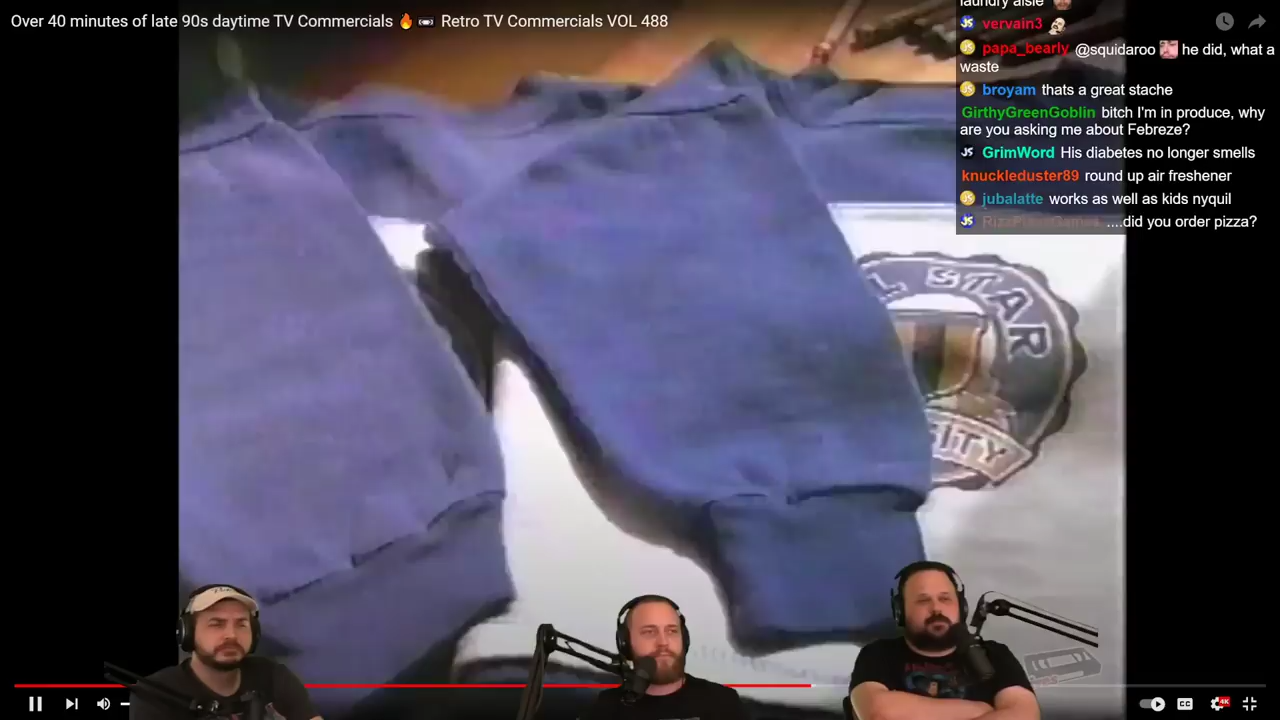 Over 40 minutes of late 90s daytime TV Commercials 🔥 📼 Retro TV Commercials VOL 488
laundry aisle
vervain3
papa_bearly @squidaroo he did, what a
waste
broyam thats a great stache
GirthyGreenGoblin bitch I'm in produce, why
are you asking me about Febreze?
GrimWord His diabetes no longer smells
knuckleduster89 round up air freshener
jubalatte works as well as kids nyquil
....did you order pizza?
L STAR
ITY
4K
CC